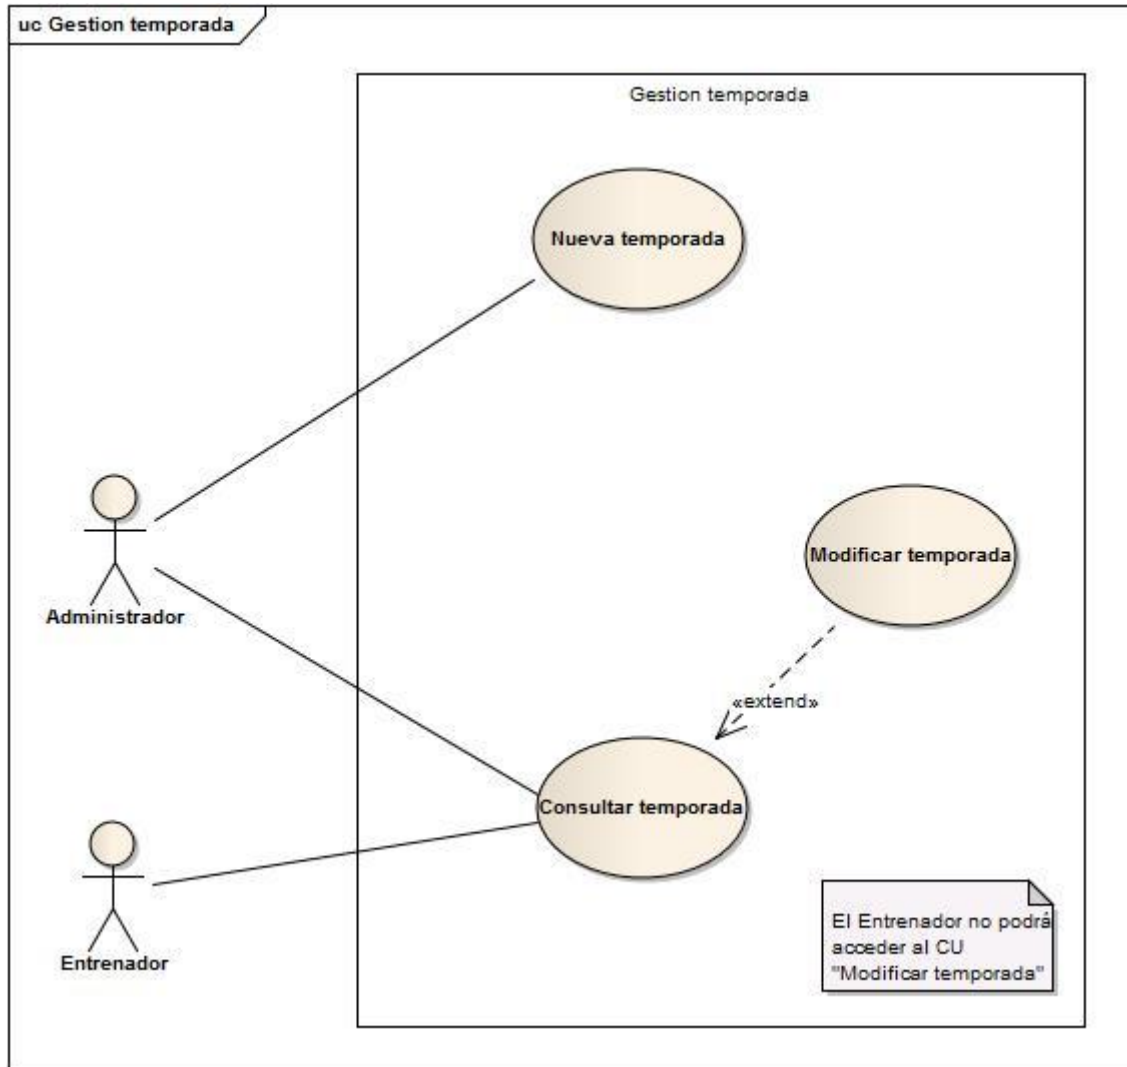 uc Gestion temporada
Gestion temporada
Nueva temporada
Modificar temporada
Administrador
«extend»
Consultar temporada
Entrenador
El Entrenador no podrá
acceder al CU
"Modificar temporada"